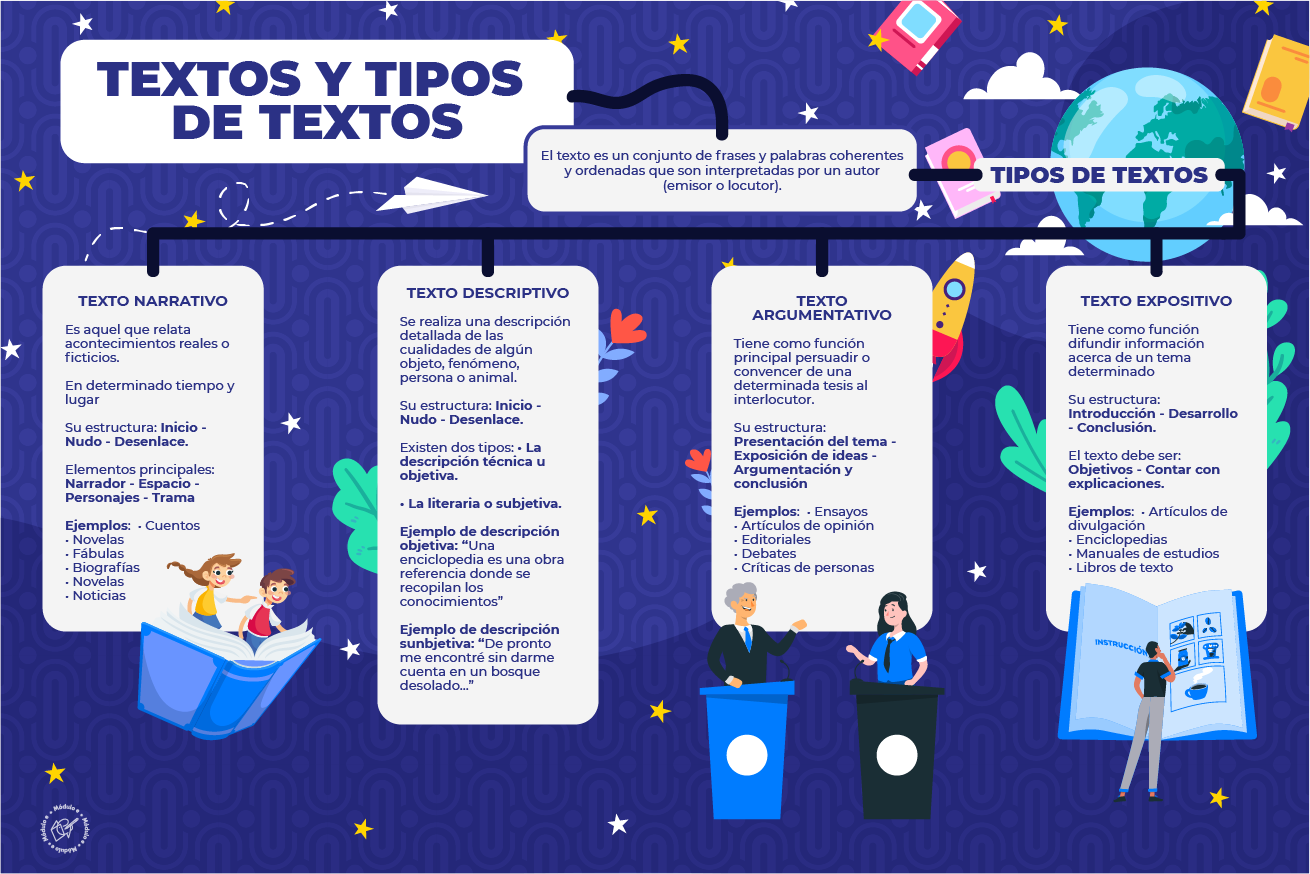 TEXTOS Y TIPOS
DE TEXTOS
El texto es un conjunto de frases y palabras coherentes
y ordenadas que son interpretadas por un autor
(emisor o locutor).
TIPOS DE TEXTOS
TEXTO NARRATIVO
Es aquel que relata
acontecimientos reales o
ficticios.
En determinado tiempo y
lugar
Su estructura: Inicio -
Nudo - Desenlace.
Elementos principales:
Narrador - Espacio -
Personajes - Trama
Ejemplos: • Cuentos
• Novelas
• Fábulas
• Biografías
• Novelas
• Noticias
TEXTO DESCRIPTIVO
Se realiza una descripción
detallada de las
cualidades de algún
objeto, fenómeno,
persona o animal.
Su estructura: Inicio -
Nudo - Desenlace.
Existen dos tipos: • La
descripción técnica u
objetiva.
• La literaria o subjetiva.
Ejemplo de descripción
objetiva: “Una
enciclopedia es una obra
referencia donde se
recopilan los
conocimientos”
Ejemplo de descripción
sunbjetiva: “De pronto
me encontré sin darme
cuenta en un bosque
desolado...”
TEXTO
ARGUMENTATIVO
Tiene como función
principal persuadir o
convencer de una
determinada tesis al
interlocutor.
Su estructura:
Presentación del tema -
Exposición de ideas -
Argumentación y
conclusión
Ejemplos: • Ensayos
• Artículos de opinión
• Editoriales
• Debates
• Críticas de personas
TEXTO EXPOSITIVO
Tiene como función
difundir información
acerca de un tema
determinado
Su estructura:
Introducción - Desarrollo
- Conclusión.
El texto debe ser:
Objetivos - Contar con
explicaciones.
Ejemplos: • Artículos de
divulgación
• Enciclopedias
• Manuales de estudios
• Libros de texto
INSTRUCCIÓN
Módulo
Módulo
Módulo
Módulo